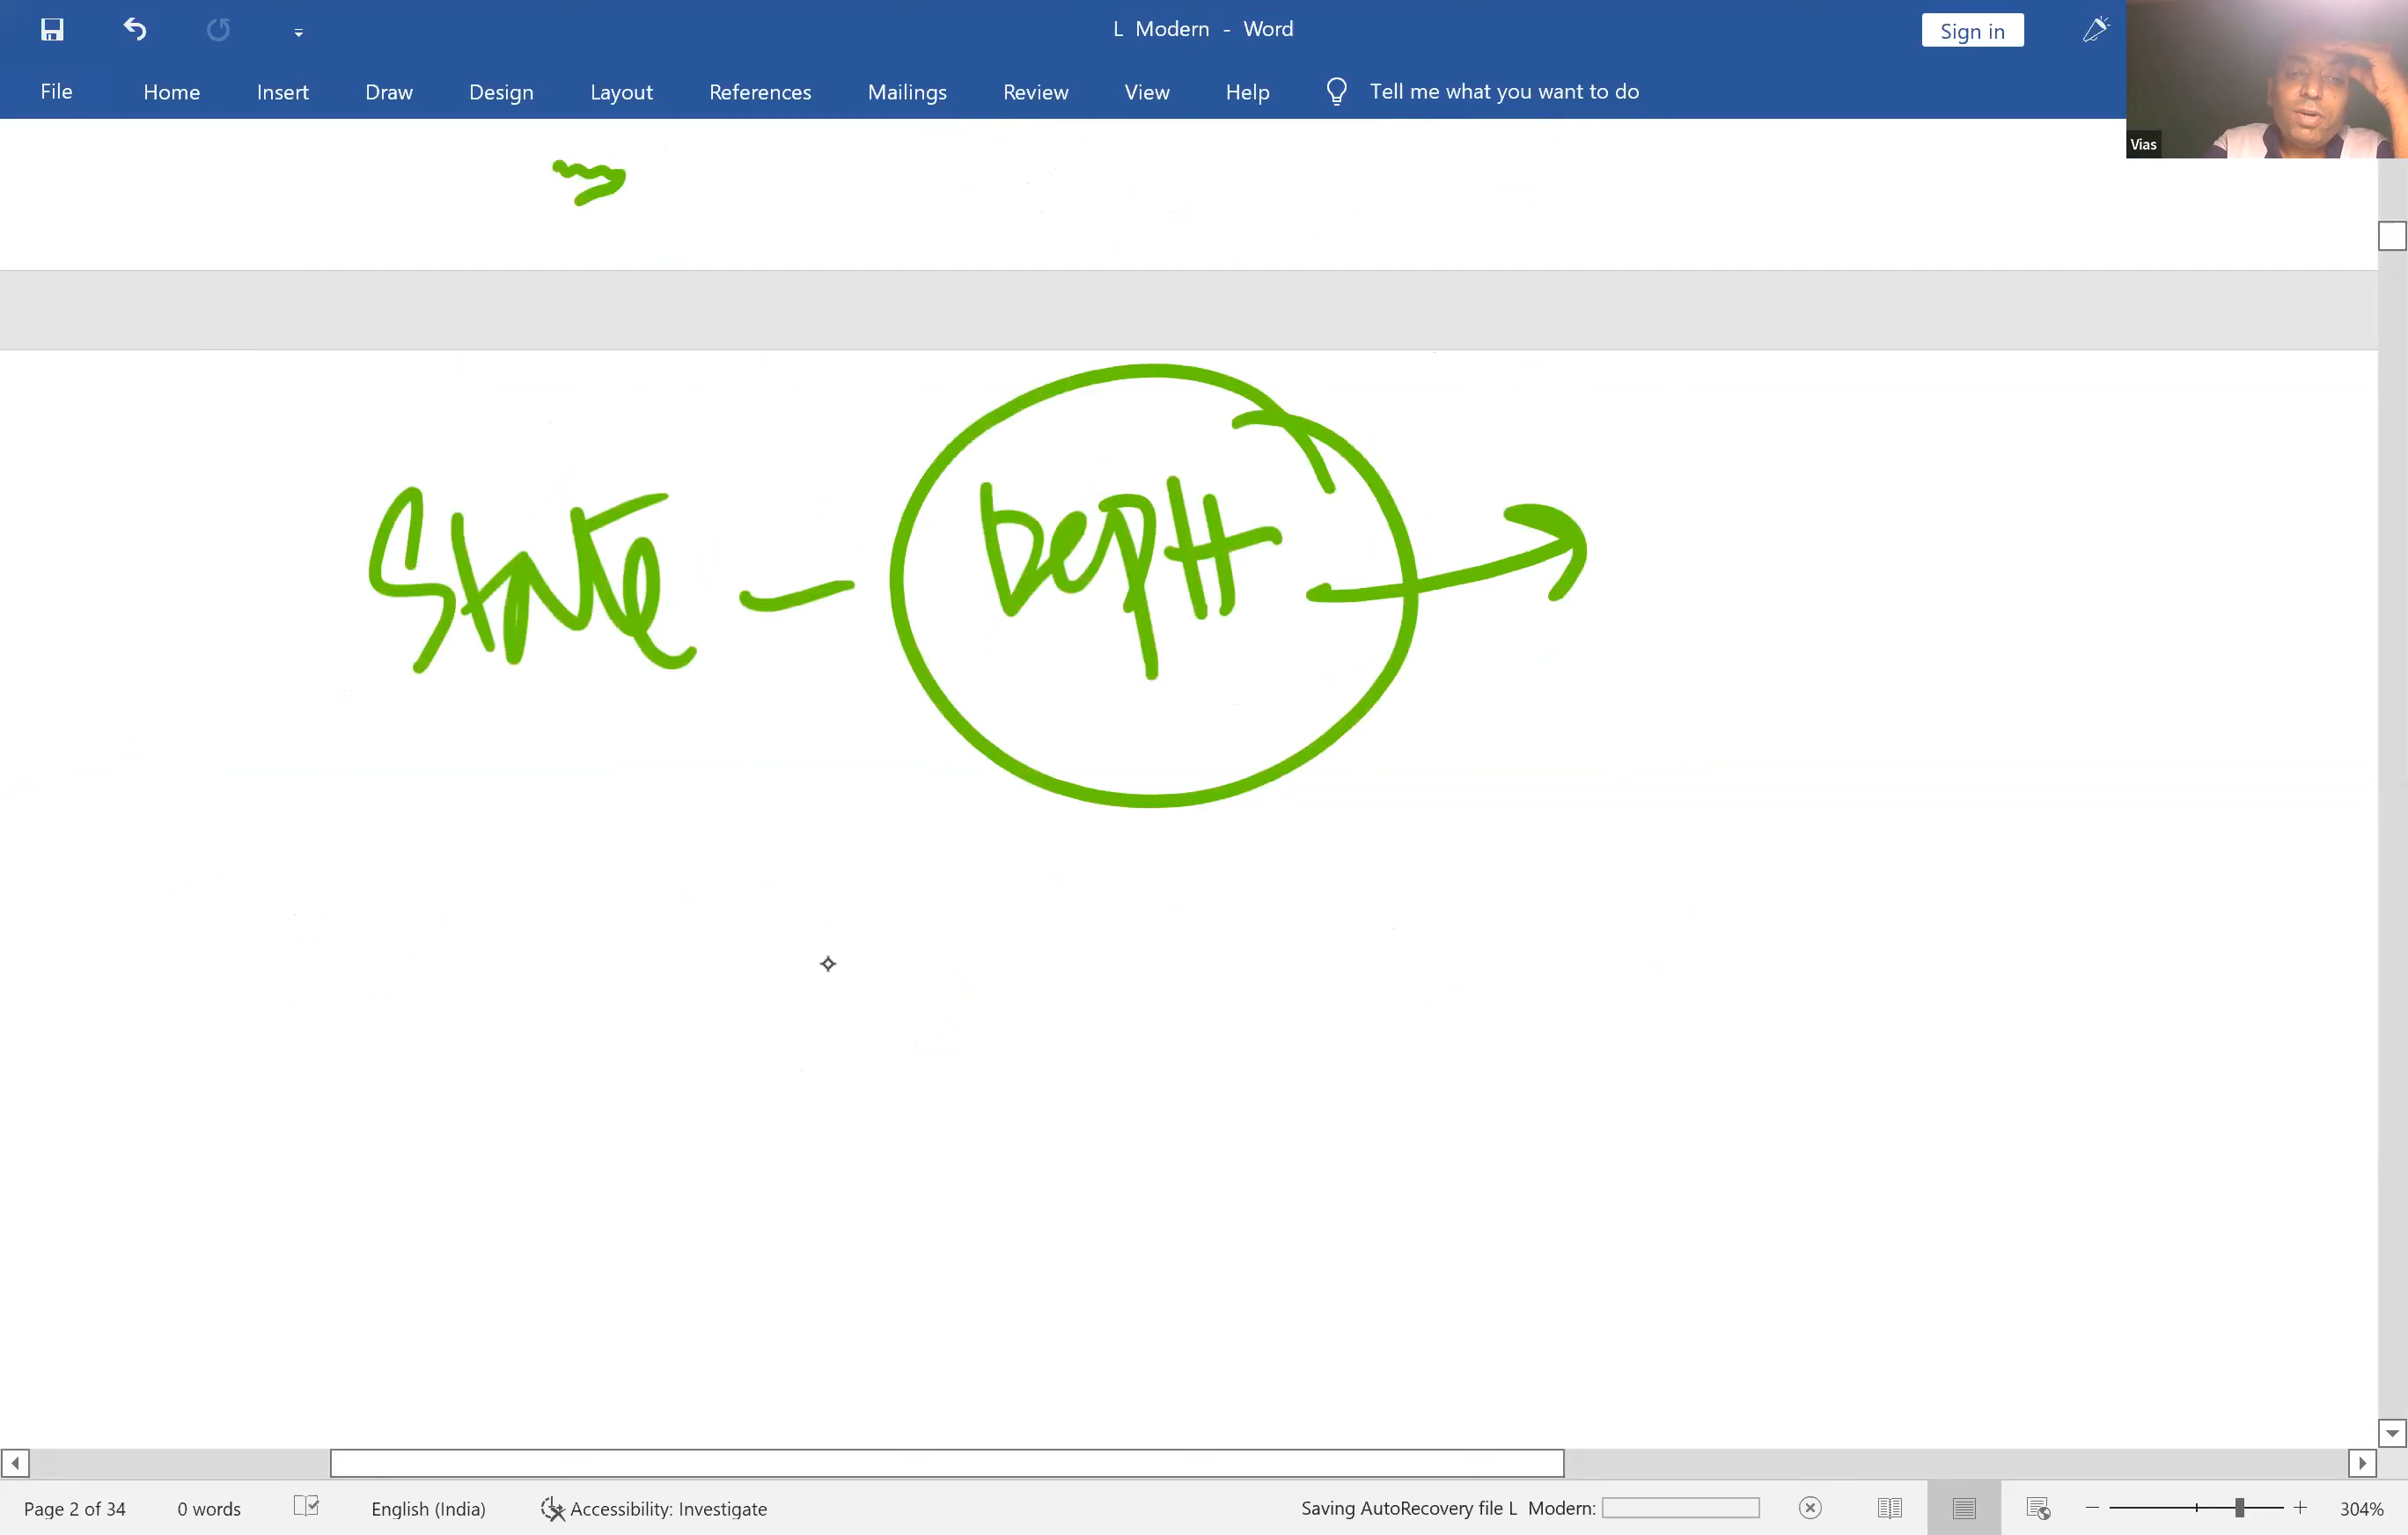 L Modern - Word
Sign in
File Home Insert Draw Design Layout References Mailings Review View Help Tell me what you want to do
Vias
State - Depth →
Page 2 of 34 0 words English (India) Accessibility: Investigate Saving AutoRecovery file L Modern: 304%